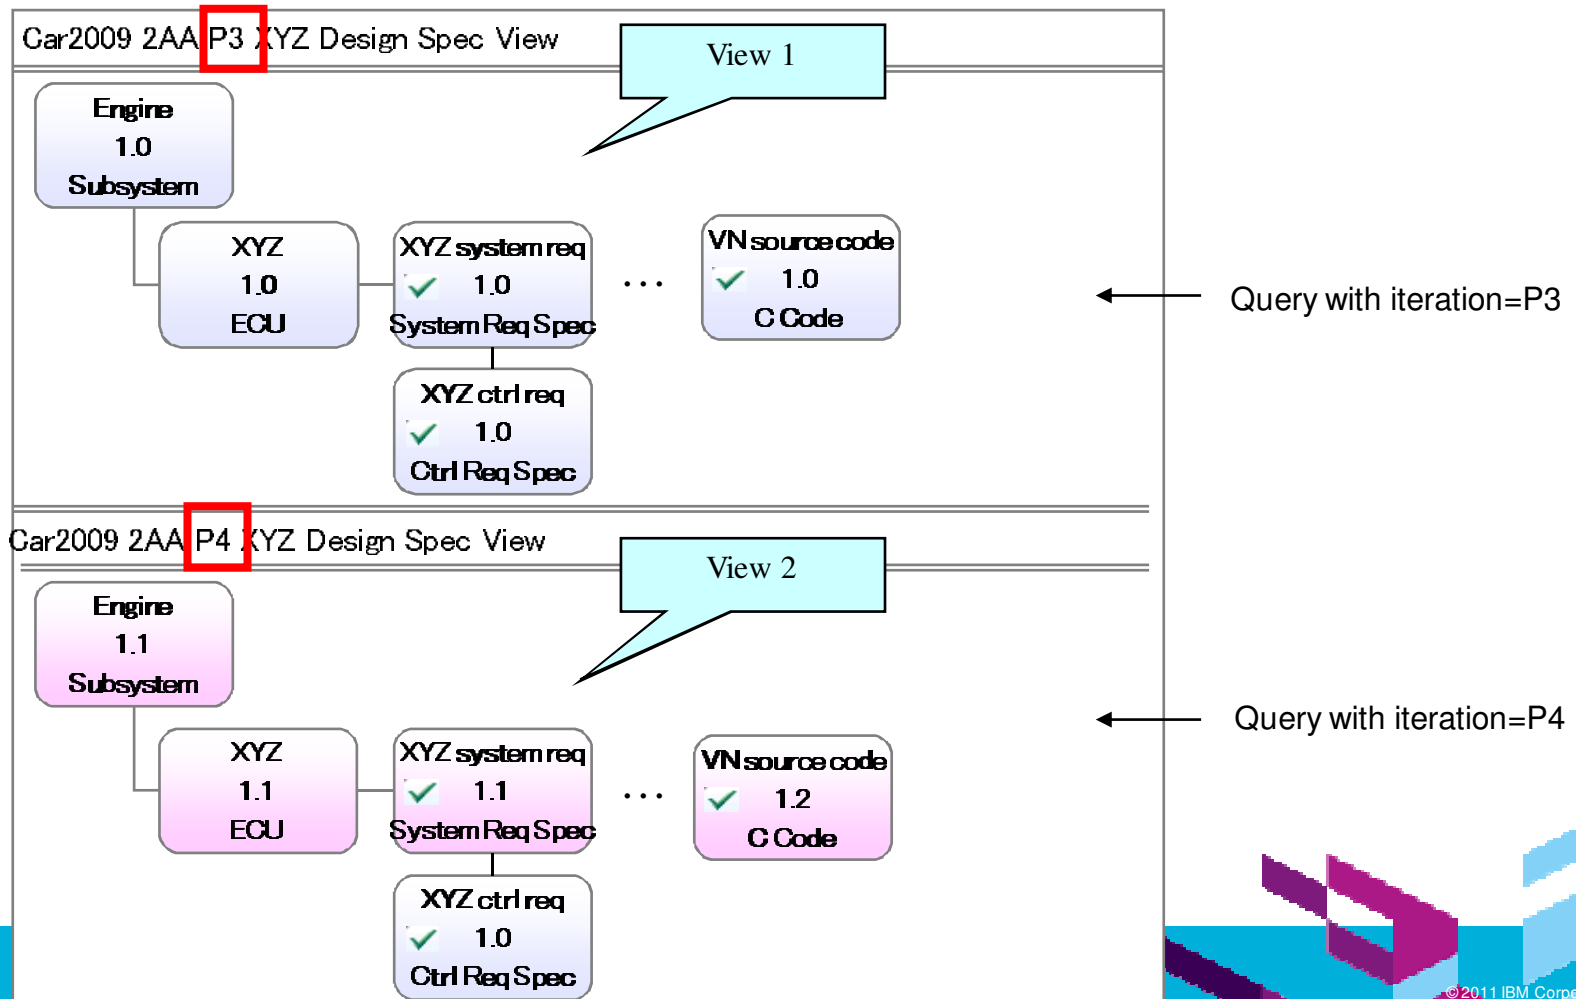 Car2009 2AA P3 XYZ Design Spec View
View 1
Engine
1.0
Subsystem
XYZ
1.0
ECU
XYZ system req
1.0
System Req Spec
...
VN source code
1.0
C Code
Query with iteration=P3
XYZ ctrl req
1.0
Ctrl Req Spec
Car2009 2AA P4 XYZ Design Spec View
View 2
Engine
1.1
Subsystem
XYZ
1.1
ECU
XYZ system req
1.1
System Req Spec
...
VN source code
1.2
C Code
Query with iteration=P4
XYZ ctrl req
1.0
Ctrl Req Spec
©2011 IBM Corpo